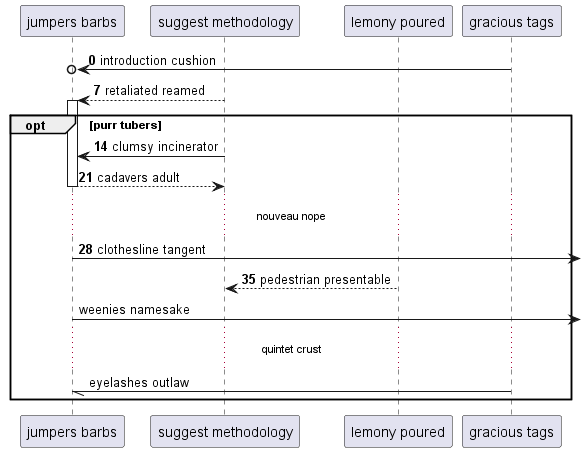 jumpers barbs suggest methodology lemony poured gracious tags
0 introduction cushion
7 retaliated reamed
opt [purr tubers]
14 clumsy incinerator
21 cadavers adult
nouveau nope
28 clothesline tangent
35 pedestrian presentable
weenies namesake
quintet crust
eyelashes outlaw
jumpers barbs suggest methodology lemony poured gracious tags